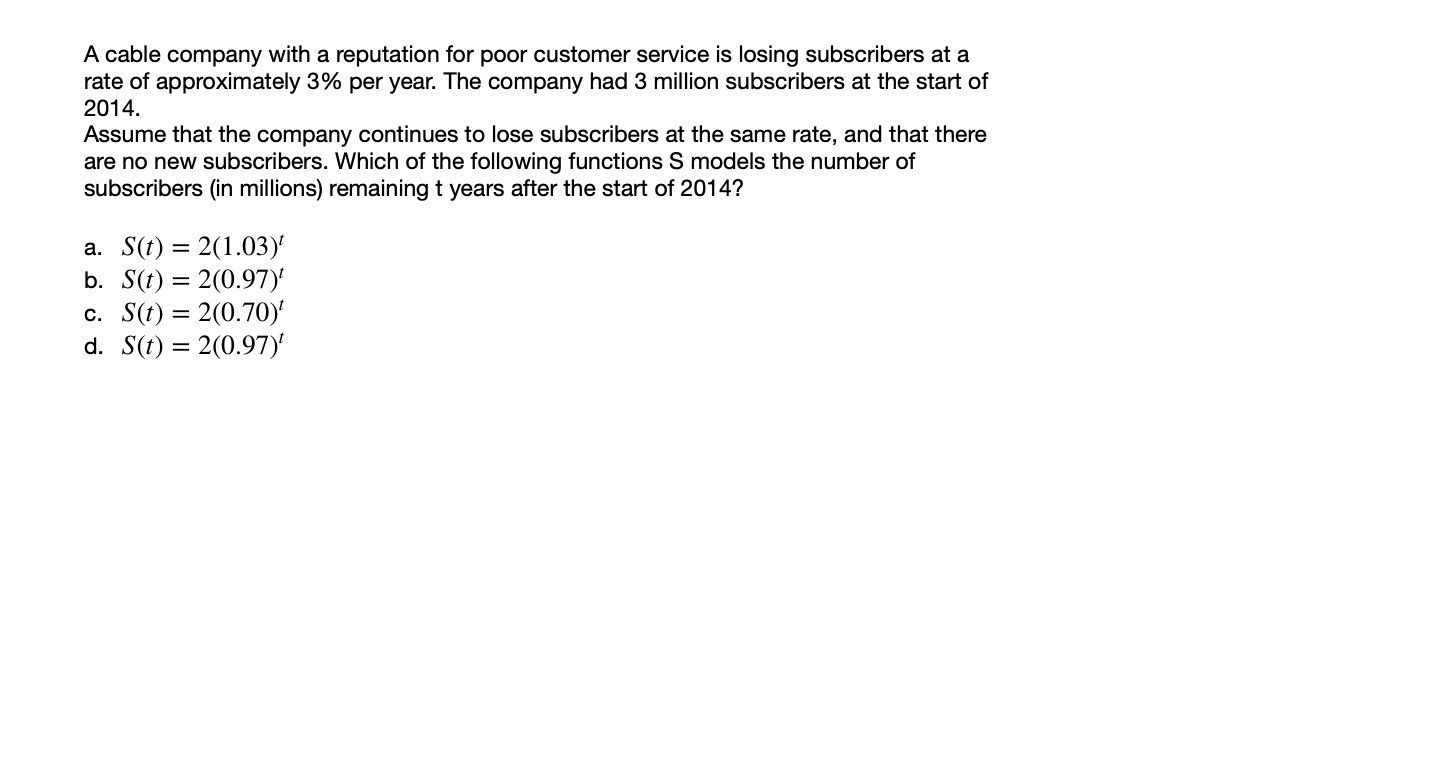 A cable company with a reputation for poor customer service is losing subscribers at a
rate of approximately 3% per year. The company had 3 million subscribers at the start of
2014.
Assume that the company continues to lose subscribers at the same rate, and that there
are no new subscribers. Which of the following functions S models the number of
subscribers (in millions) remaining t years after the start of 2014?
a. S(t) = 2(1.03)^t
b. S(t) = 2(0.97)^t
c. S(t) = 2(0.70)^t
d. S(t) = 2(0.97)^t